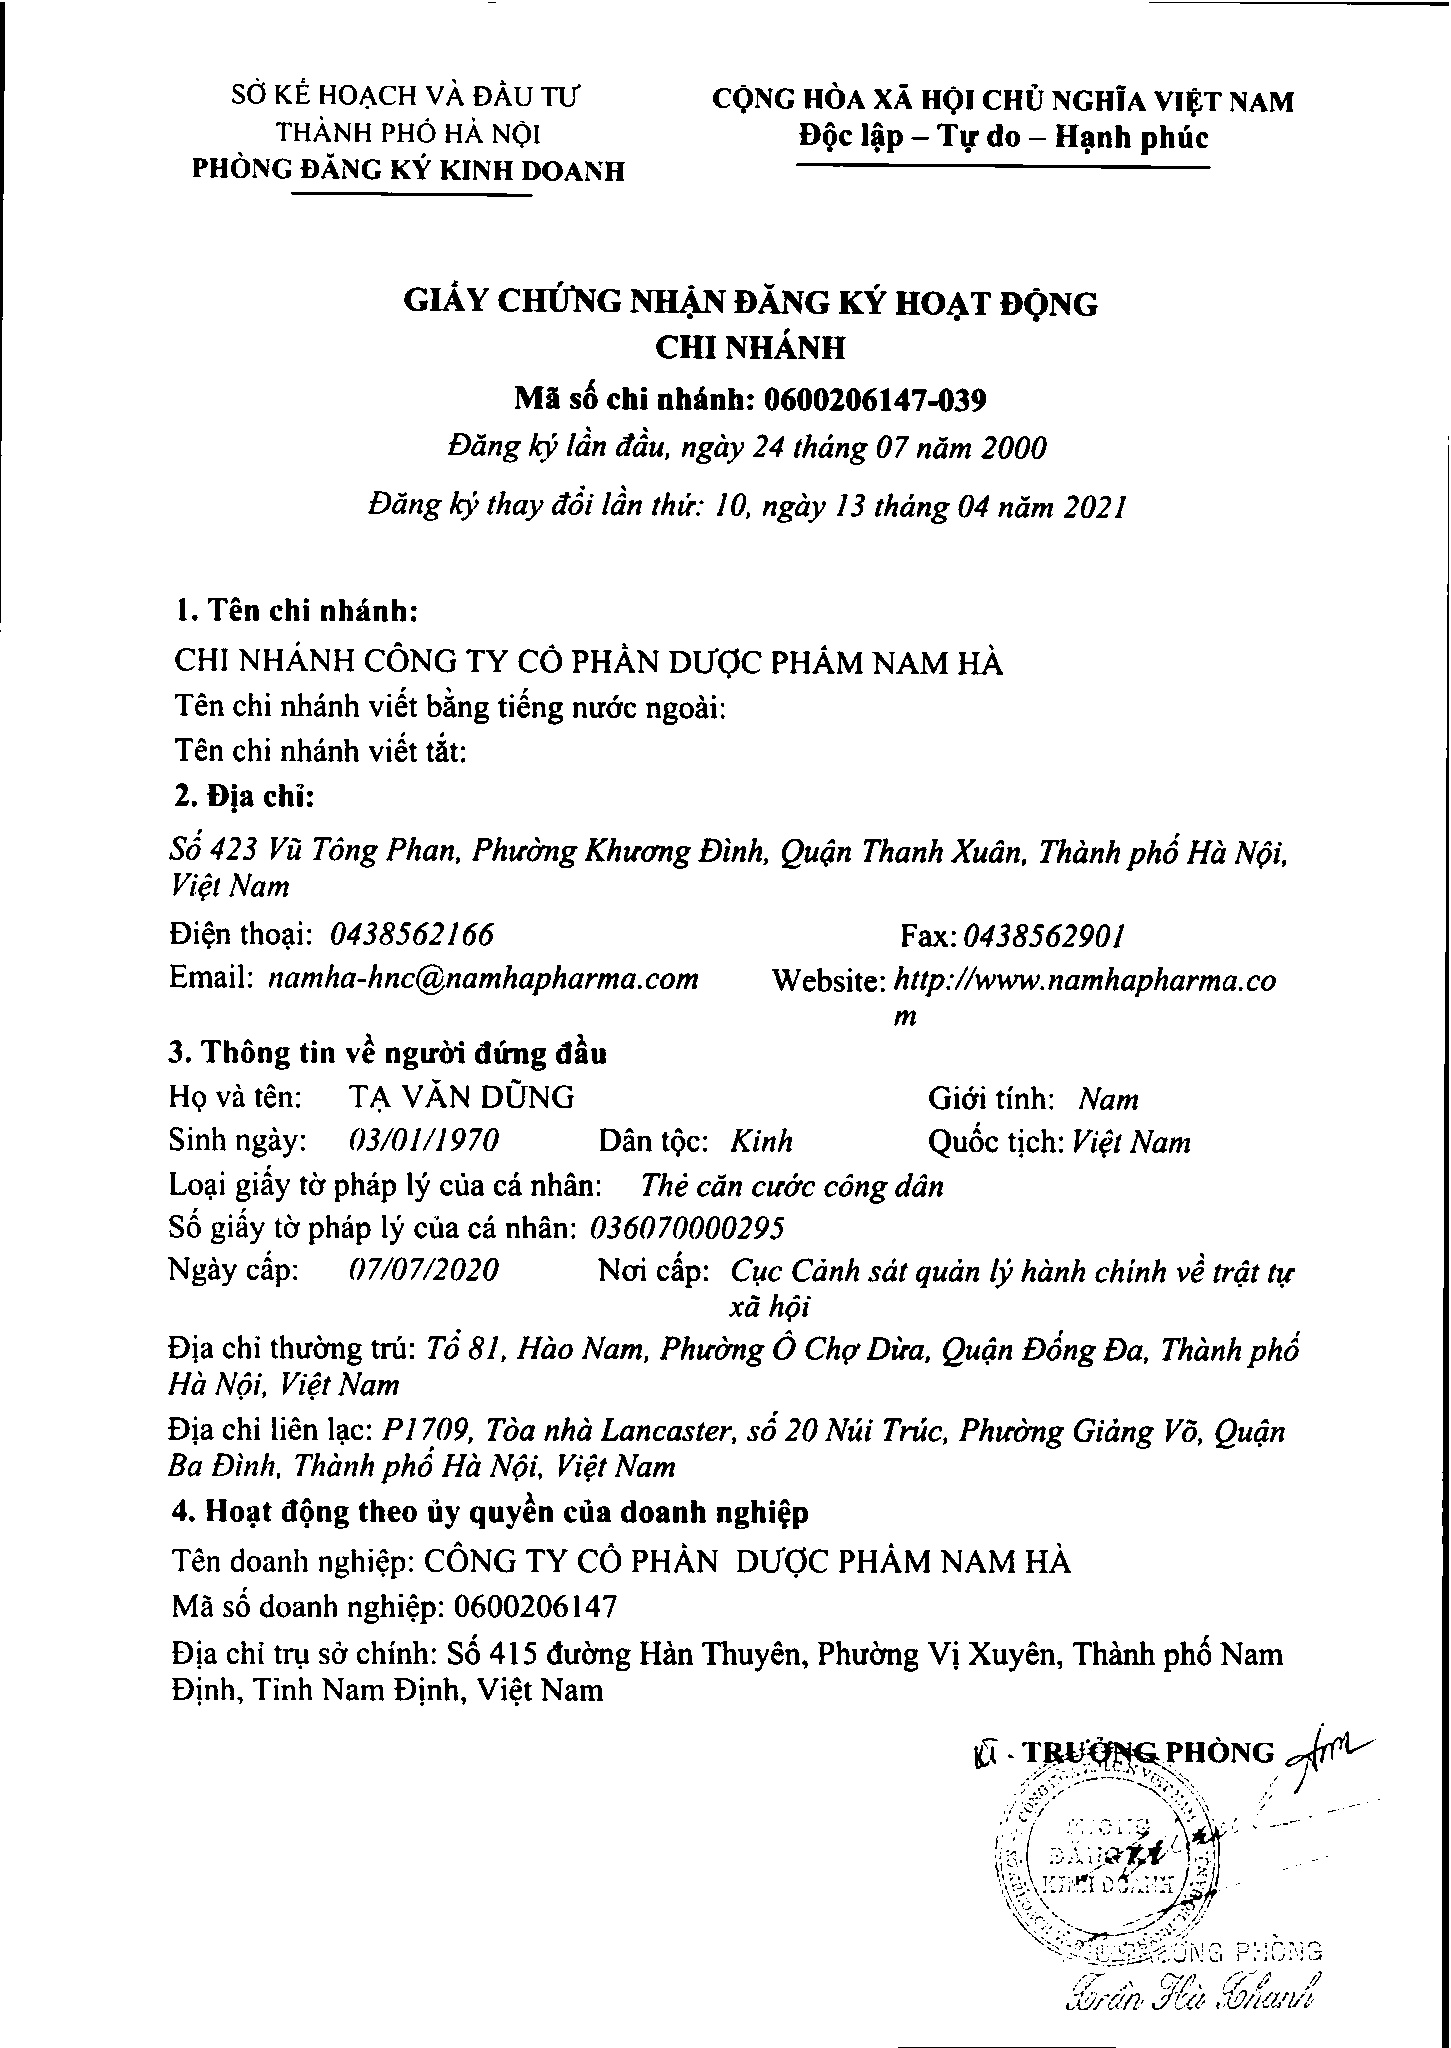 SỞ KẾ HOẠCH VÀ ĐẦU TƯ
THÀNH PHỐ HÀ NỘI
PHÒNG ĐĂNG KÝ KINH DOANH
CỘNG HÒA XÃ HỘI CHỦ NGHĨA VIỆT NAM
Độc lập – Tự do – Hạnh phúc
GIẤY CHỨNG NHẬN ĐĂNG KÝ HOẠT ĐỘNG
CHI NHÁNH
Mã số chi nhánh: 0600206147-039
Đăng ký lần đầu, ngày 24 tháng 07 năm 2000
Đăng ký thay đổi lần thứ: 10, ngày 13 tháng 04 năm 2021
1. Tên chi nhánh:
CHI NHÁNH CÔNG TY CỔ PHẦN DƯỢC PHẨM NAM HÀ
Tên chi nhánh viết bằng tiếng nước ngoài:
Tên chi nhánh viết tắt:
2. Địa chỉ:
Số 423 Vũ Tông Phan, Phường Khương Đình, Quận Thanh Xuân, Thành phố Hà Nội,
Việt Nam
Điện thoại: 0438562166 Fax: 0438562901
Email: namha-hnc@namhapharma.com Website: http://www.namhapharma.co
m
3. Thông tin về người đứng đầu
Họ và tên: TẠ VĂN DŨNG Giới tính: Nam
Sinh ngày: 03/01/1970 Dân tộc: Kinh Quốc tịch: Việt Nam
Loại giấy tờ pháp lý của cá nhân: Thẻ căn cước công dân
Số giấy tờ pháp lý của cá nhân: 036070000295
Ngày cấp: 07/07/2020 Nơi cấp: Cục Cảnh sát quản lý hành chính về trật tự
xã hội
Địa chỉ thường trú: Tổ 81, Hào Nam, Phường Ô Chợ Dừa, Quận Đống Đa, Thành phố
Hà Nội, Việt Nam
Địa chỉ liên lạc: P1709, Tòa nhà Lancaster, số 20 Núi Trúc, Phường Giảng Võ, Quận
Ba Đình, Thành phố Hà Nội, Việt Nam
4. Hoạt động theo ủy quyền của doanh nghiệp
Tên doanh nghiệp: CÔNG TY CỔ PHẦN DƯỢC PHẨM NAM HÀ
Mã số doanh nghiệp: 0600206147
Địa chỉ trụ sở chính: Số 415 đường Hàn Thuyên, Phường Vị Xuyên, Thành phố Nam
Định, Tỉnh Nam Định, Việt Nam
TRƯỞNG PHÒNG
PHÒNG
ĐĂNG KÝ
KINH DOANH
PHÒNG
Trần Hà Thanh